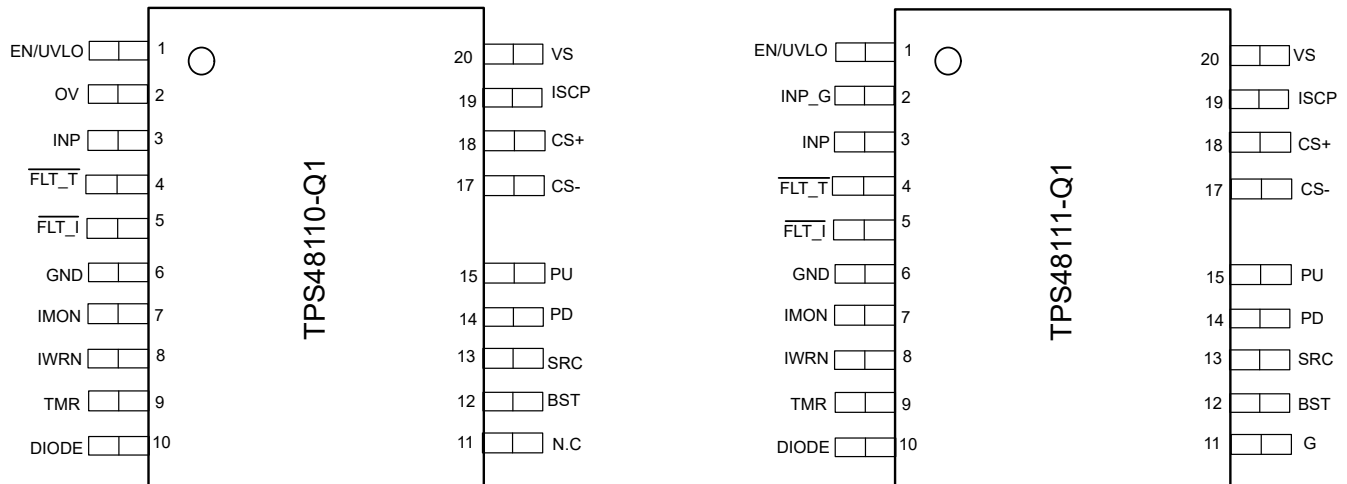 EN/UVLO 1
OV 2
INP 3
FLT_T 4
FLT_I 5
GND 6
IMON 7
IWRN 8
TMR 9
DIODE 10
TPS48110-Q1
20 VS
19 ISCP
18 CS+
17 CS-
15 PU
14 PD
13 SRC
12 BST
11 N.C
EN/UVLO 1
INP_G 2
INP 3
FLT_T 4
FLT_I 5
GND 6
IMON 7
IWRN 8
TMR 9
DIODE 10
TPS48111-Q1
20 VS
19 ISCP
18 CS+
17 CS-
15 PU
14 PD
13 SRC
12 BST
11 G